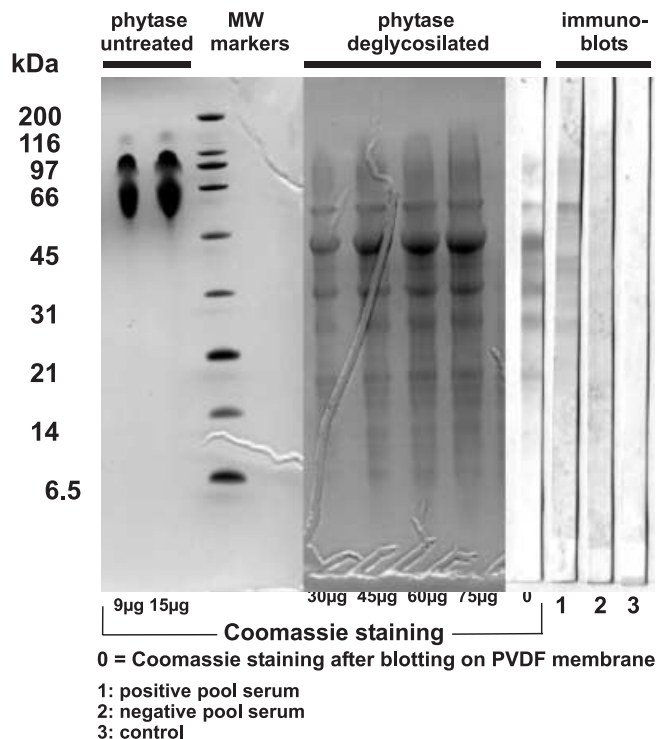 phytase untreated
MW markers
phytase deglycosilated
immuno-blots
kDa
200
116
97
66
45
31
21
14
6.5
9µg 15µg
30µg 45µg 60µg 75µg 0 1 2 3
Coomassie staining
0 = Coomassie staining after blotting on PVDF membrane
1: positive pool serum
2: negative pool serum
3: control